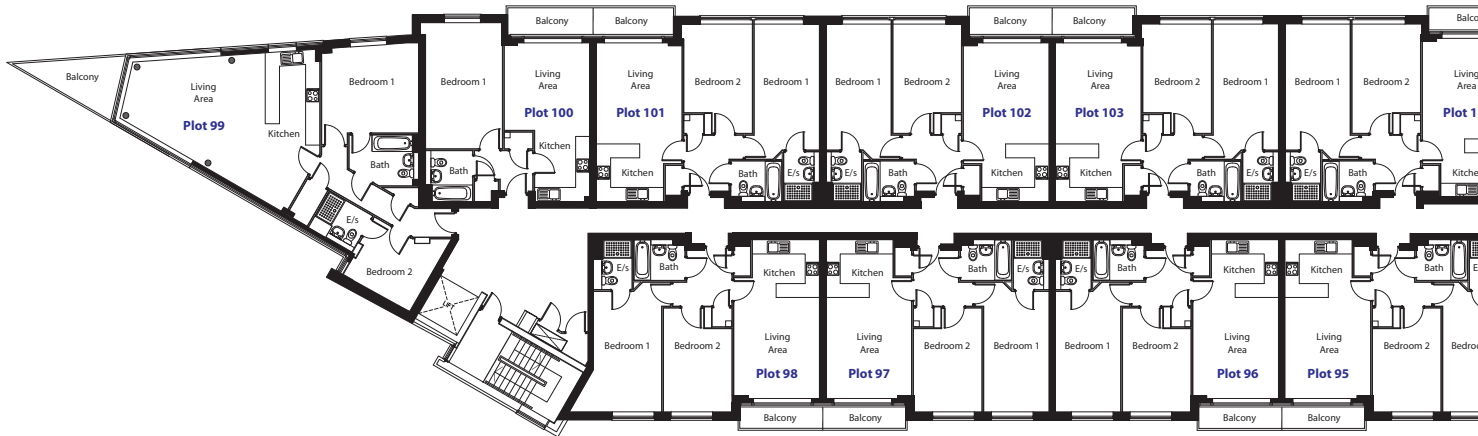 Balcony
Balcony
Balcony
Balcony
Balco
Balcony
Living
Area
Plot 99
Kitchen
Bedroom 1
Bath
E/s
Bedroom 2
Bedroom 1
Living
Area
Plot 100
Kitchen
Bath
Living
Area
Plot 101
Kitchen
Bedroom 2
Bedroom 1
Bath
E/s
Bedroom 1
Bedroom 2
E/s
Bath
Living
Area
Plot 102
Kitchen
Living
Area
Plot 103
Kitchen
Bedroom 2
Bedroom 1
Bath
E/s
Bedroom 1
Bedroom 2
E/s
Bath
Living
Area
Plot 1
Kitche
E/s
Bath
Kitchen
Bedroom 1
Bedroom 2
Living
Area
Plot 98
Kitchen
Bath
E/s
Living
Area
Plot 97
Bedroom 2
Bedroom 1
E/s
Bath
Kitchen
Bedroom 1
Bedroom 2
Living
Area
Plot 96
Kitchen
Bath
Living
Area
Plot 95
Bedroom 2
Balcony
Balcony
Balcony
Balcony